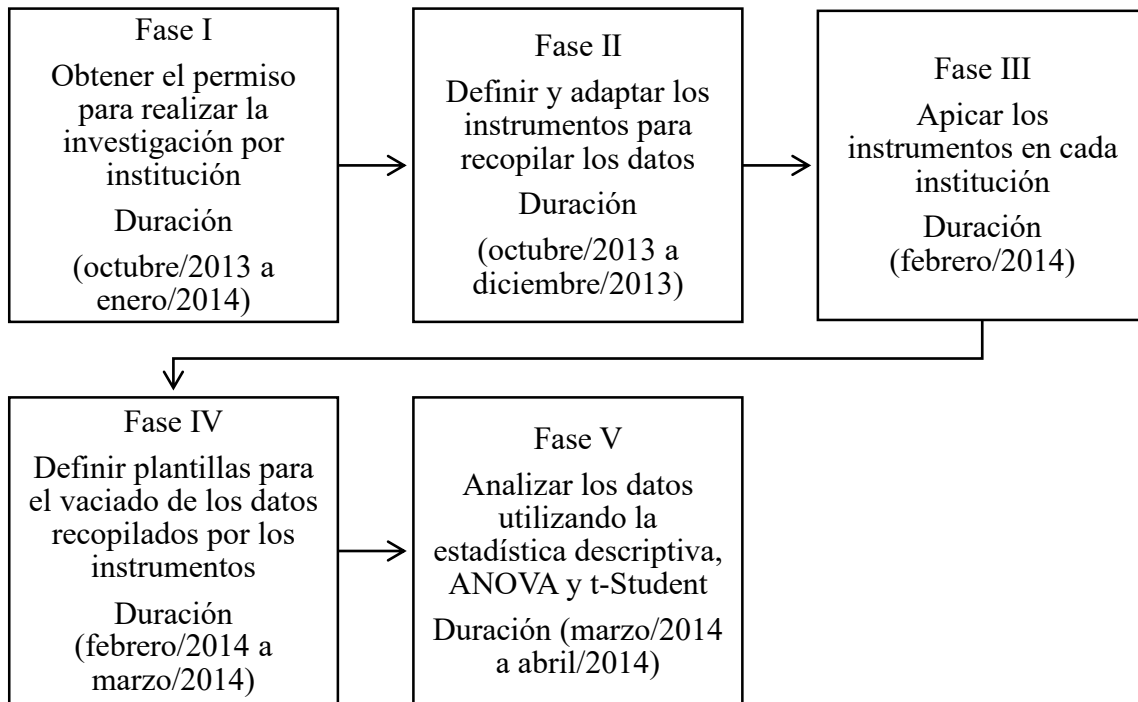 Fase I
Obtener el permiso
para realizar la
investigación por
institución
Duración
(octubre/2013 a
enero/2014)
Fase II
Definir y adaptar los
instrumentos para
recopilar los datos
Duración
(octubre/2013 a
diciembre/2013)
Fase III
Apicar los
instrumentos en cada
institución
Duración
(febrero/2014)
Fase IV
Definir plantillas para
el vaciado de los datos
recopilados por los
instrumentos
Duración
(febrero/2014 a
marzo/2014)
Fase V
Analizar los datos
utilizando la
estadística descriptiva,
ANOVA y t-Student
Duración (marzo/2014
a abril/2014)